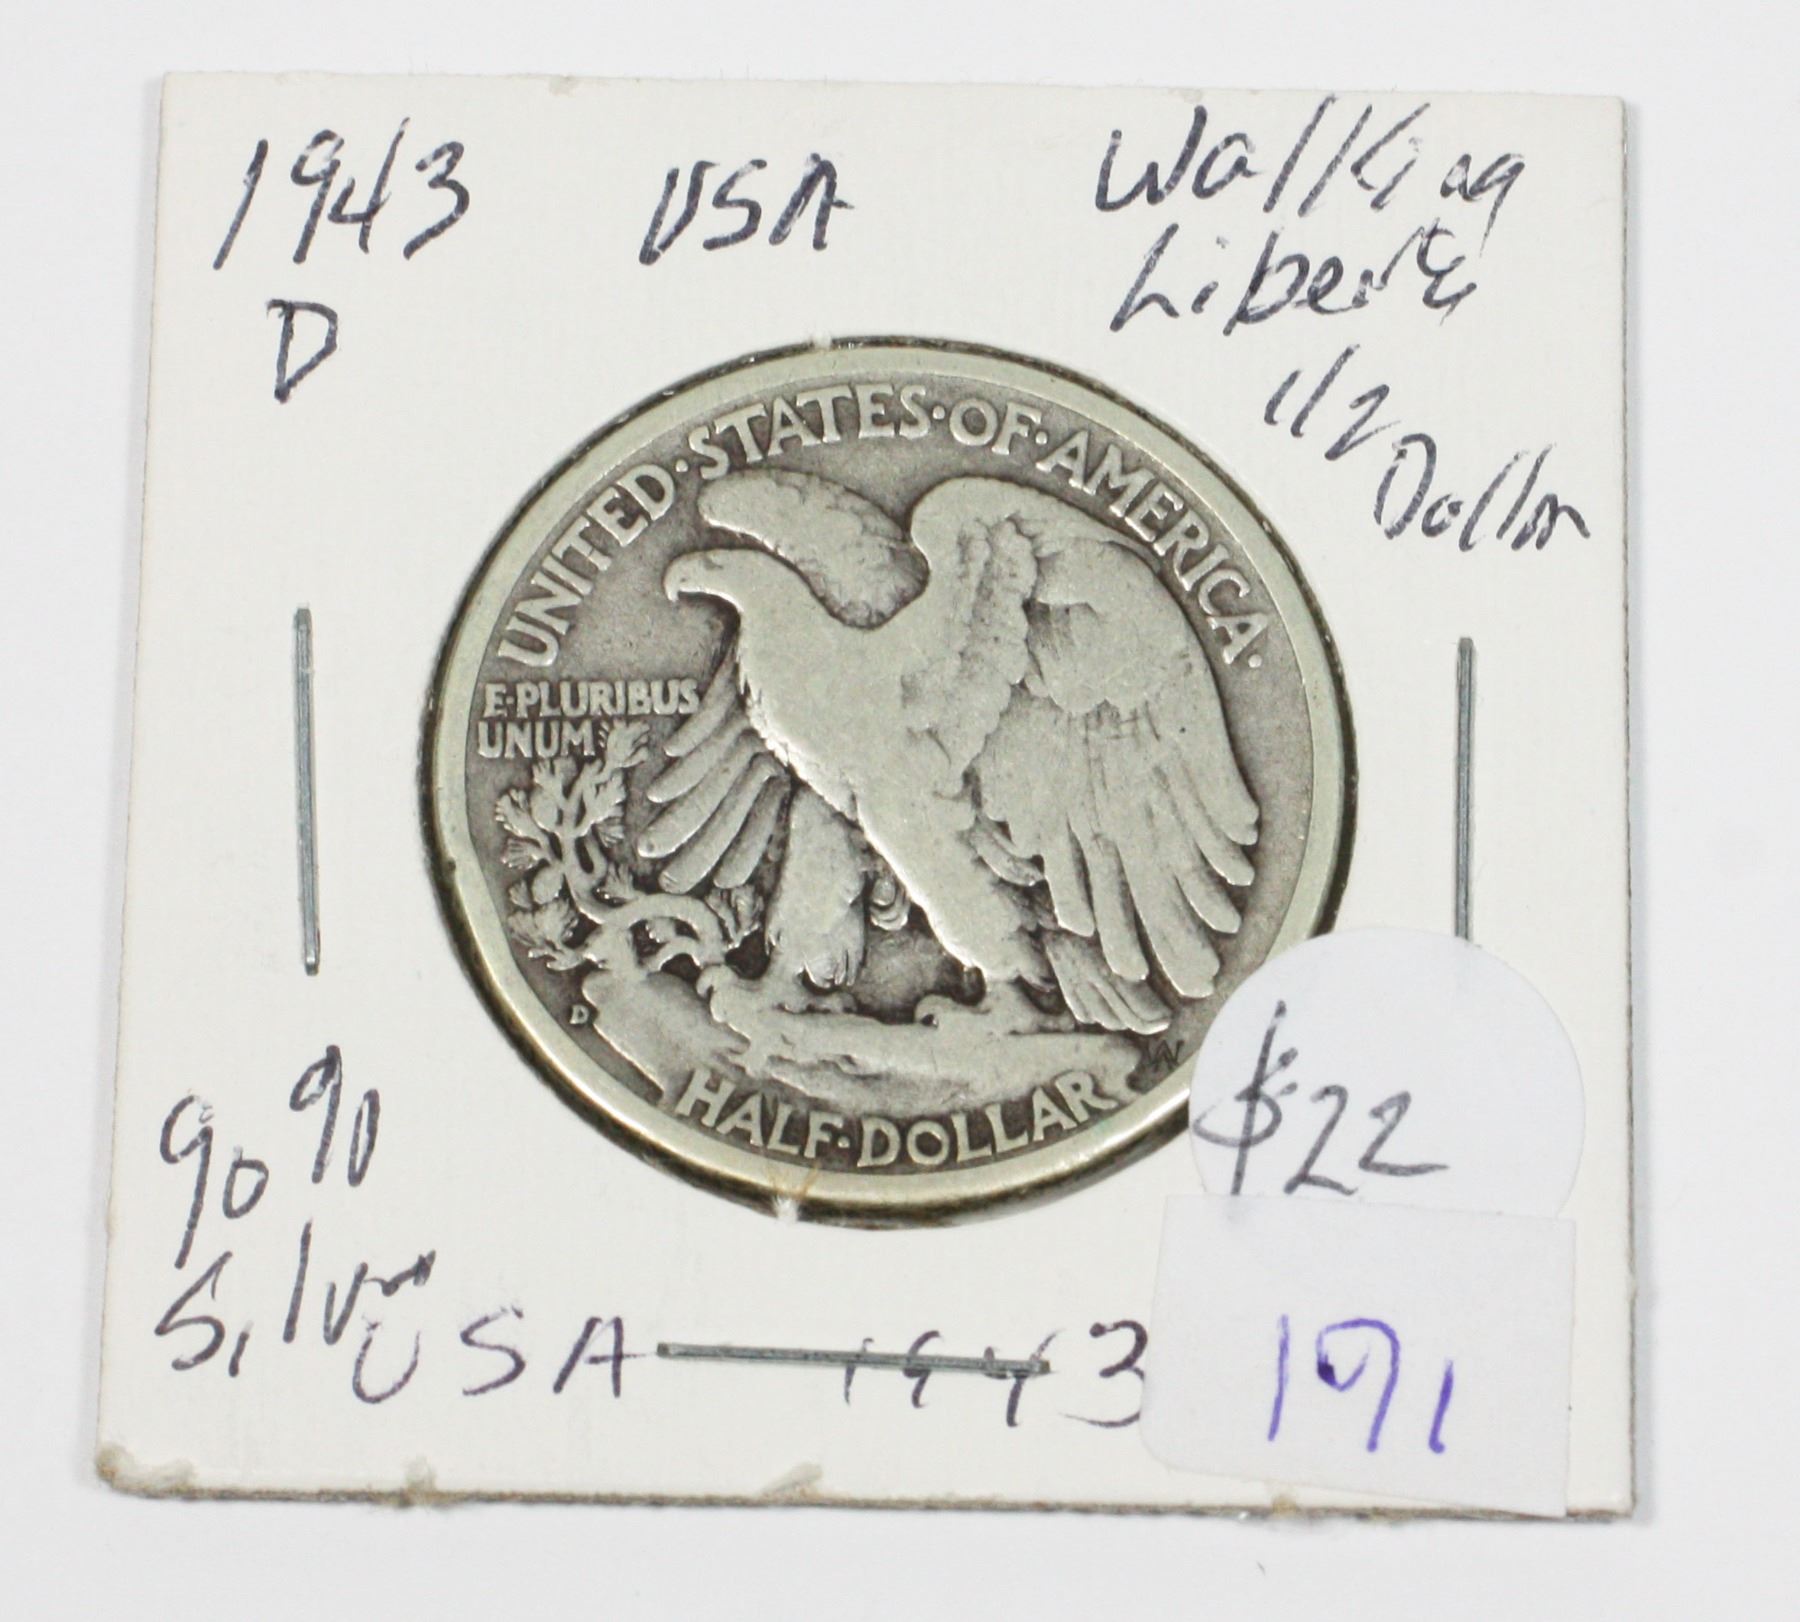 1943 USA Walking
D Liberty
1/2
Dollar
UNITED·STATES·OF·AMERICA·
E·PLURIBUS
UNUM
D
HALF·DOLLAR
90%
Silver
$22
USA 1943
191